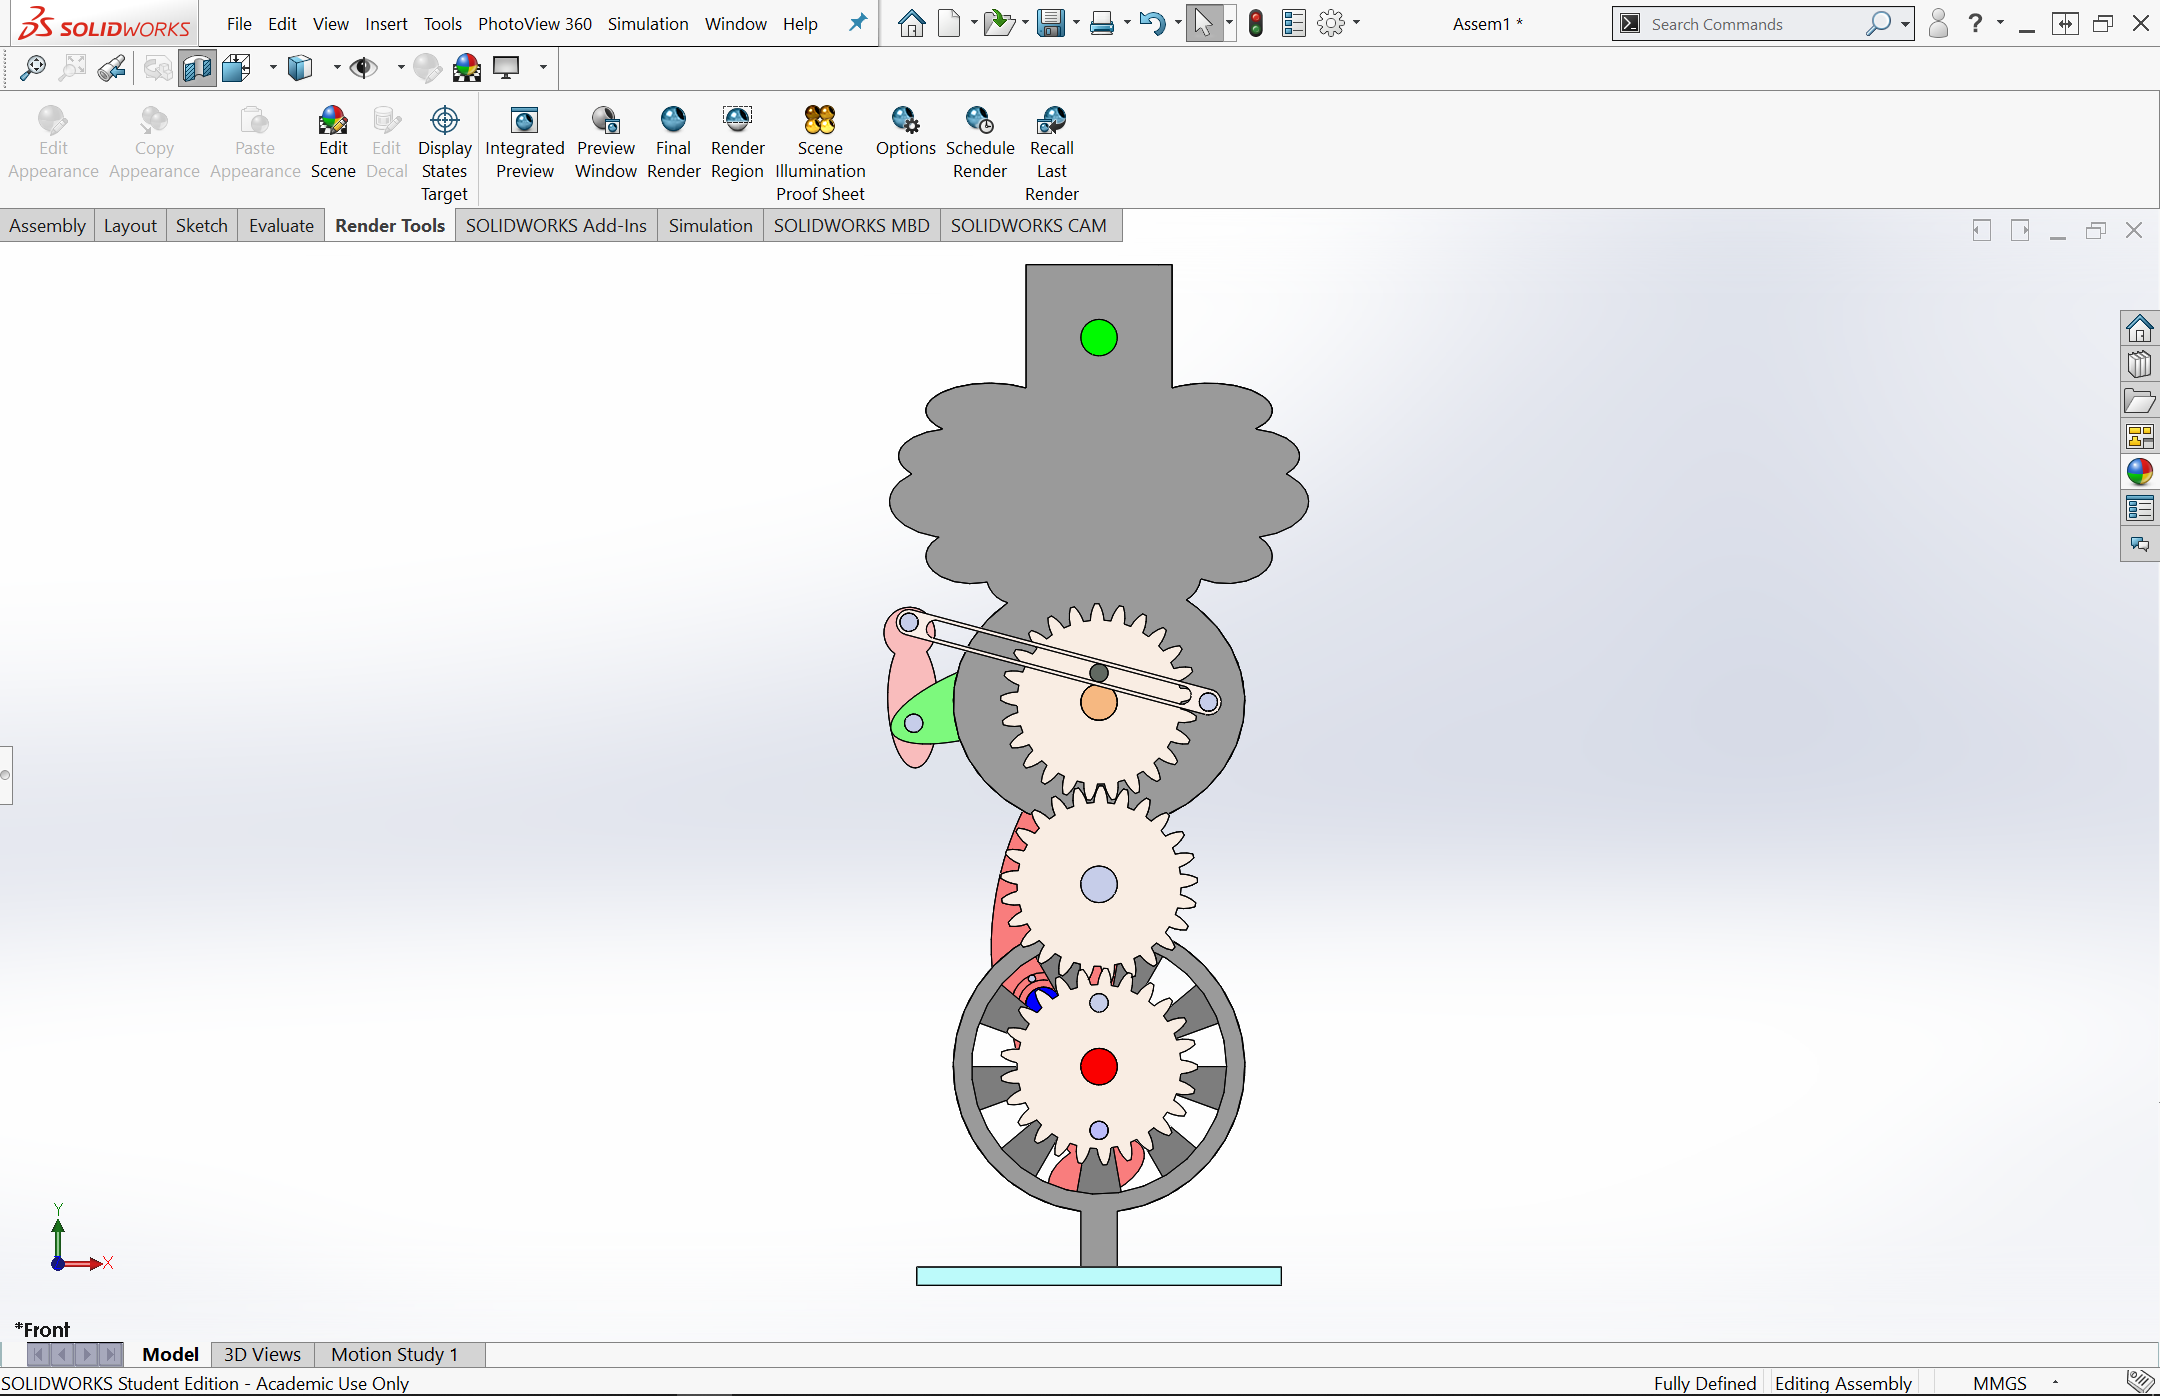 SOLIDWORKS File Edit View Insert Tools PhotoView 360 Simulation Window Help Assem1 * Search Commands ?
Edit Appearance
Copy Appearance
Paste Appearance
Edit Scene
Edit Decal
Display States Target
Integrated Preview
Preview Window
Final Render
Render Region
Scene Illumination Proof Sheet
Options
Schedule Render
Recall Last Render
Assembly Layout Sketch Evaluate Render Tools SOLIDWORKS Add-Ins Simulation SOLIDWORKS MBD SOLIDWORKS CAM
Y
X
*Front
Model 3D Views Motion Study 1
SOLIDWORKS Student Edition - Academic Use Only Fully Defined Editing Assembly MMGS